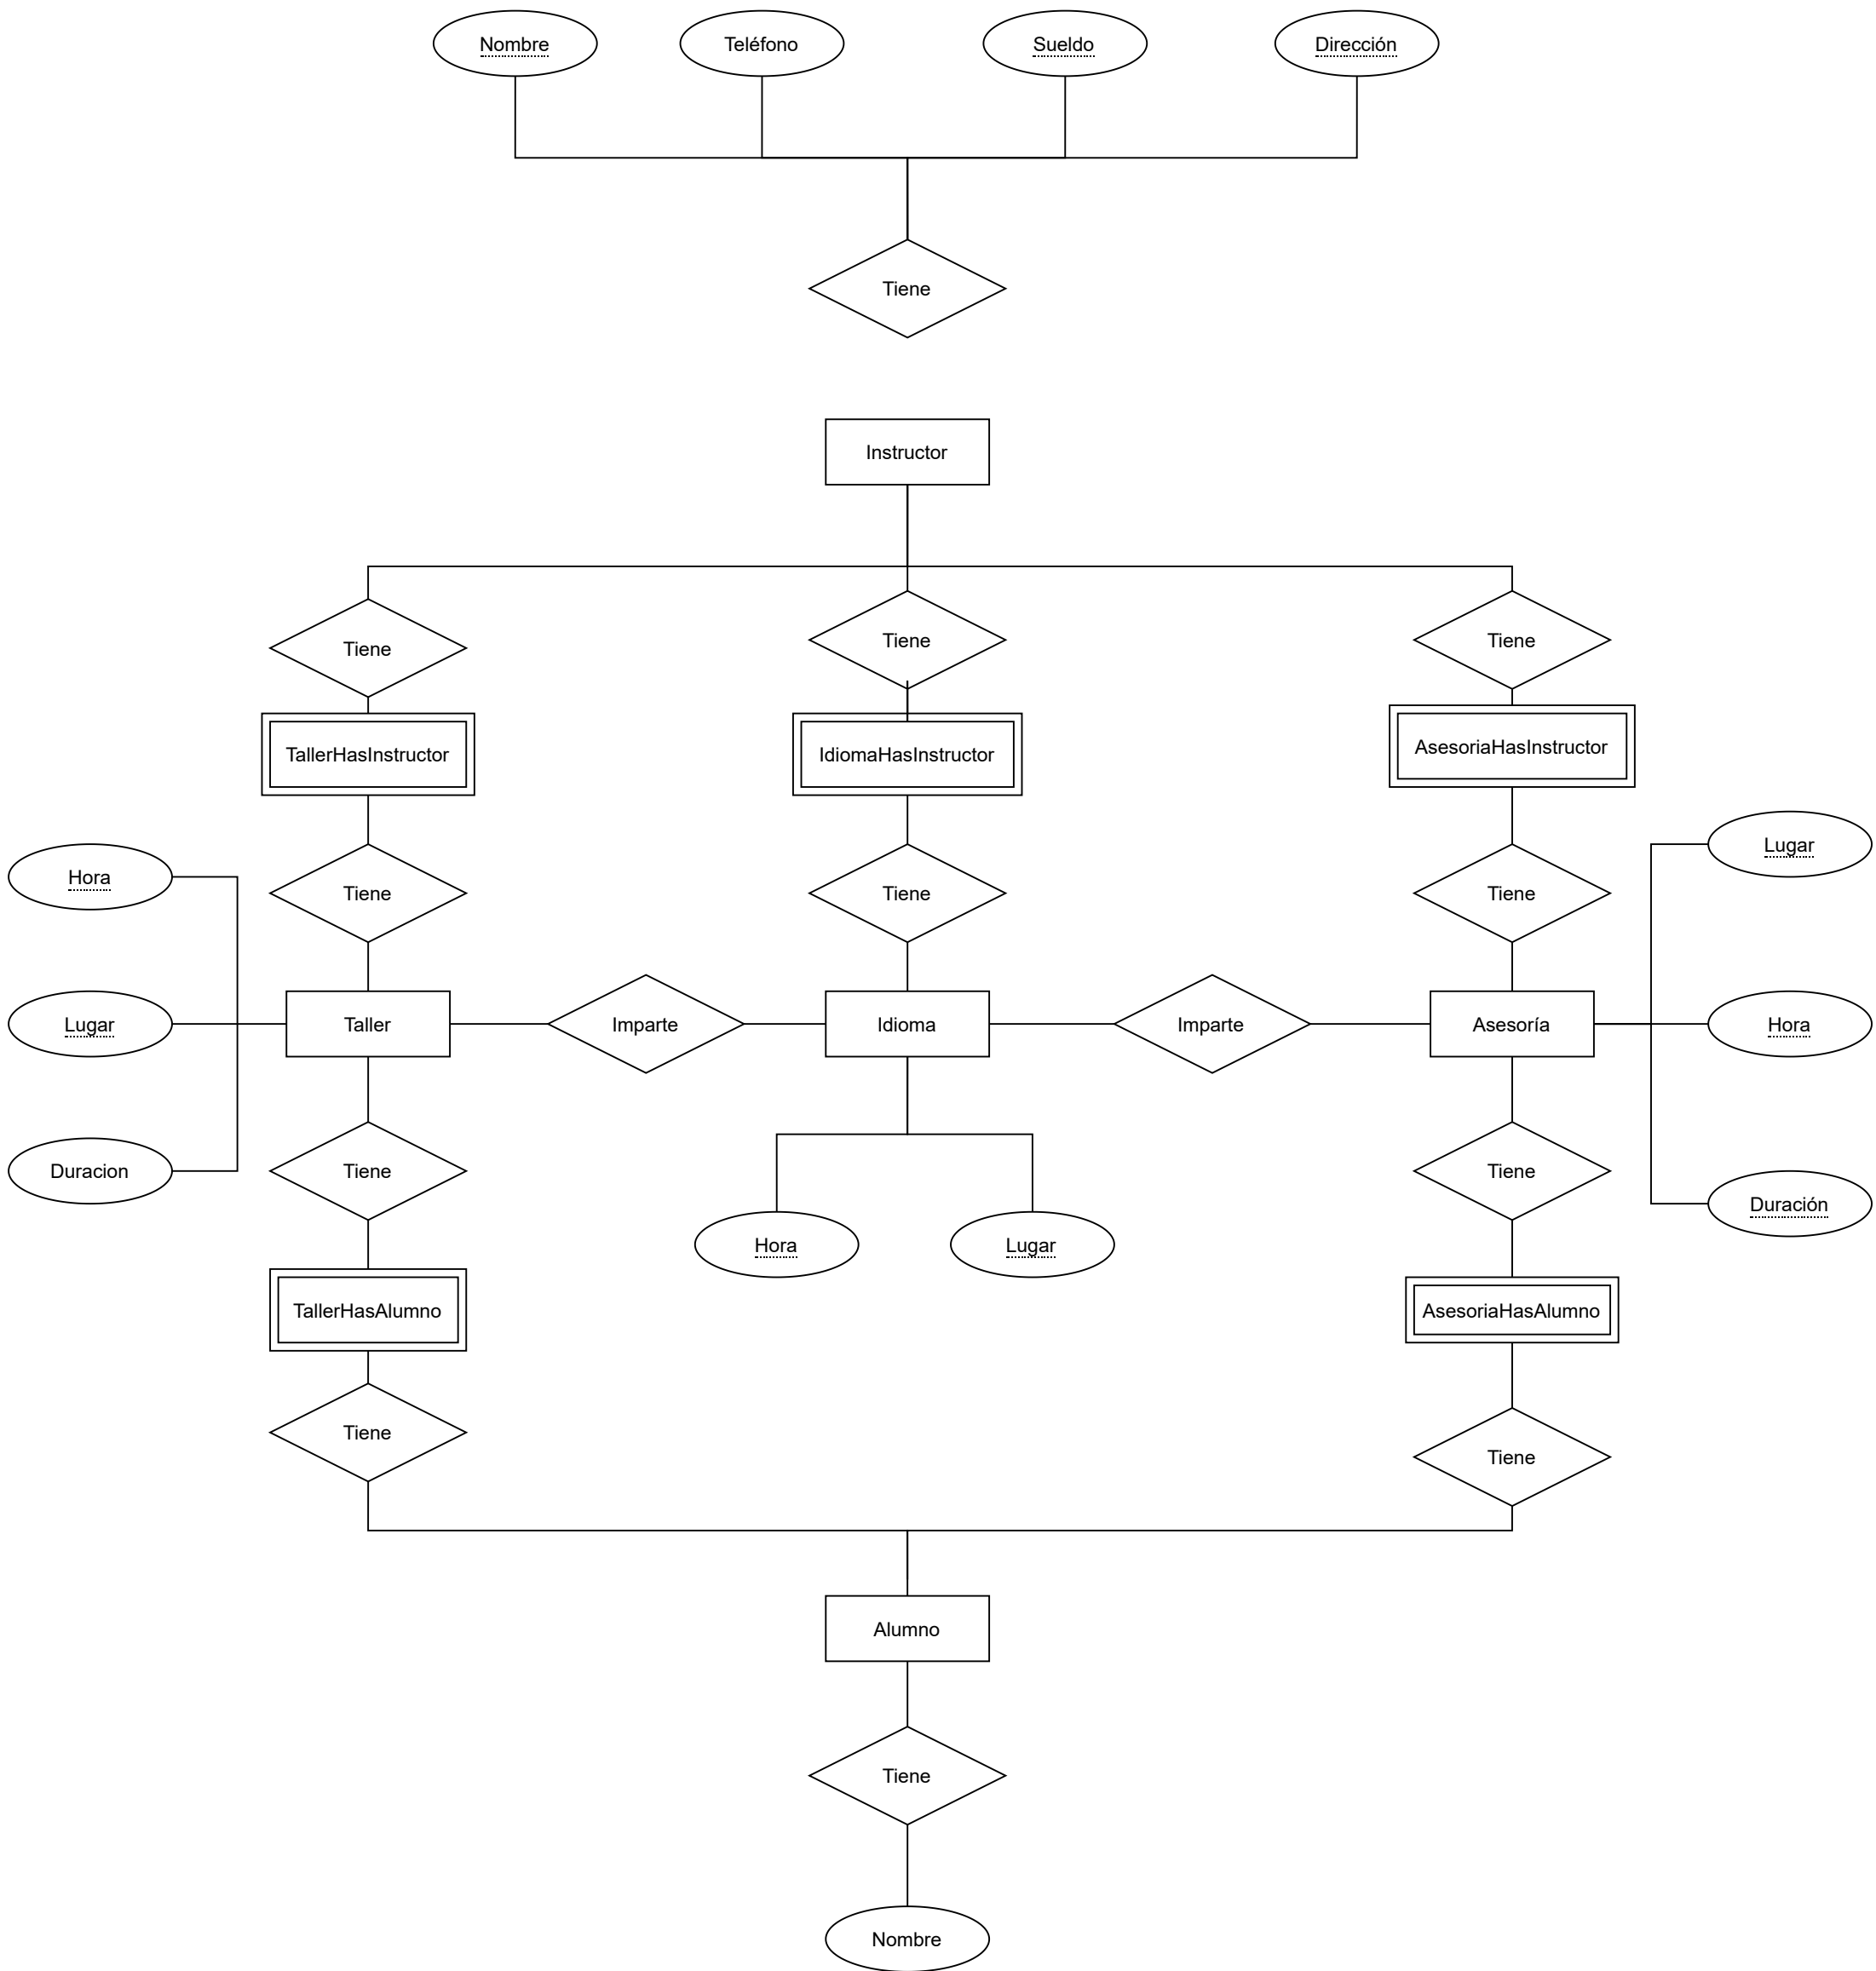 Nombre
Teléfono
Sueldo
Dirección
Tiene
Instructor
Tiene
Tiene
Tiene
TallerHasInstructor
IdiomaHasInstructor
AsesoriaHasInstructor
Lugar
Hora
Tiene
Tiene
Tiene
Lugar
Taller
Imparte
Idioma
Imparte
Asesoría
Hora
Duracion
Tiene
Tiene
Duración
Hora
Lugar
TallerHasAlumno
AsesoriaHasAlumno
Tiene
Tiene
Alumno
Tiene
Nombre